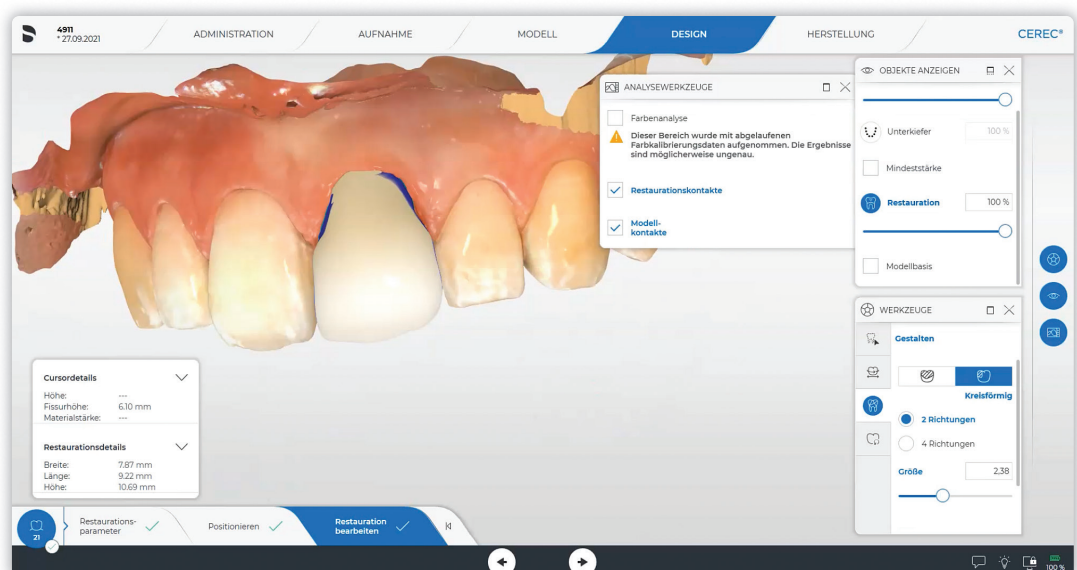 4911
* 27.09.2021
ADMINISTRATION
AUFNAHME
MODELL
DESIGN
HERSTELLUNG
CEREC®
ANALYSEWERKZEUGE
Farbenanalyse
Dieser Bereich wurde mit abgelaufenen
Farbkalibrierungsdaten aufgenommen. Die Ergebnisse
sind möglicherweise ungenau.
Restaurationskontakte
Modell-
kontakte
OBJEKTE ANZEIGEN
Unterkiefer 100 %
Mindeststärke
Restauration 100 %
Modellbasis
WERKZEUGE
Gestalten
Kreisförmig
2 Richtungen
4 Richtungen
Größe 2,38
Cursordetails
Höhe: ---
Fissurhöhe: 6.10 mm
Materialstärke: ---
Restaurationsdetails
Breite: 7.87 mm
Länge: 9.22 mm
Höhe: 10.69 mm
21
Restaurations-
parameter
Positionieren
Restauration
bearbeiten
100 %